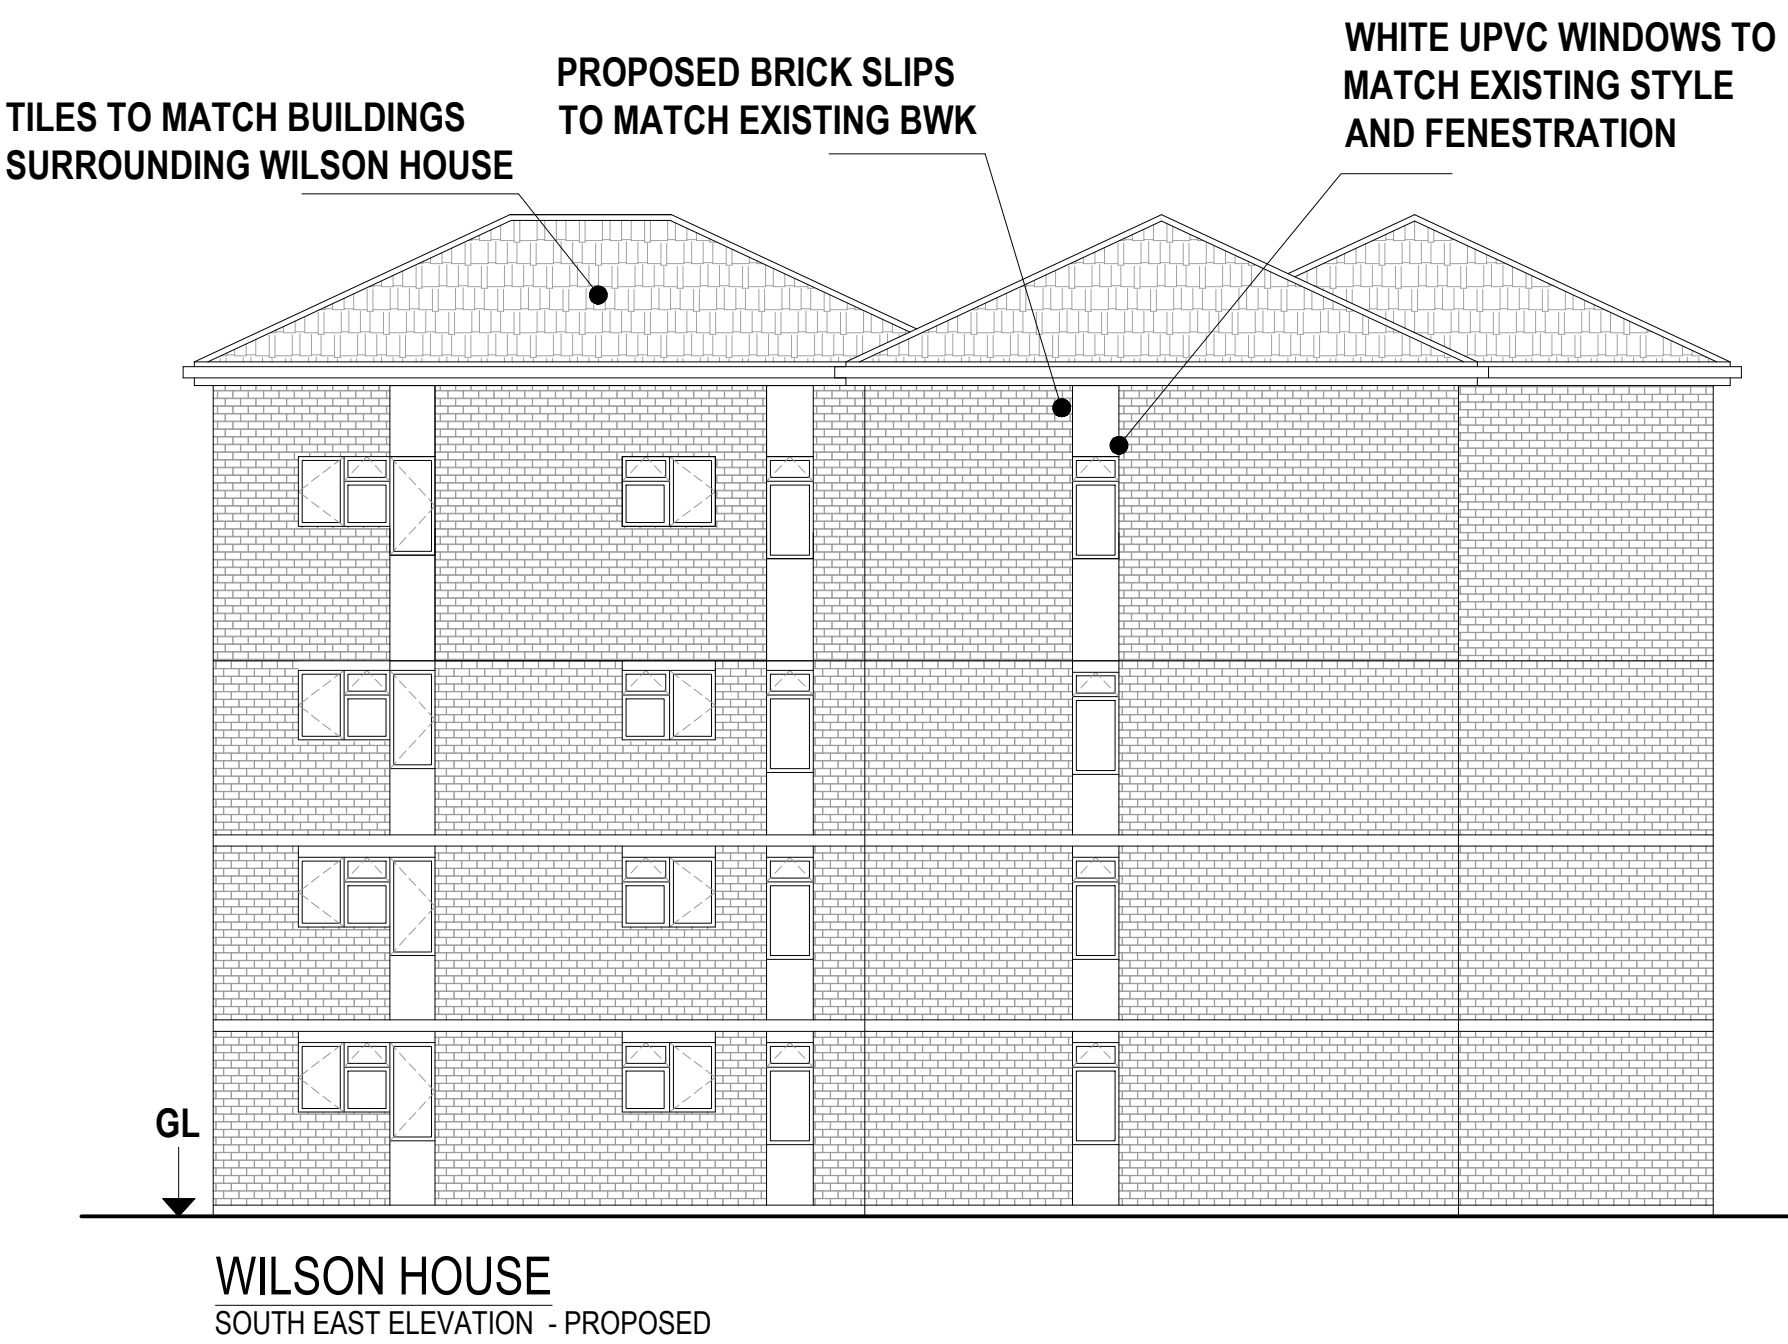 TILES TO MATCH BUILDINGS
SURROUNDING WILSON HOUSE
PROPOSED BRICK SLIPS
TO MATCH EXISTING BWK
WHITE UPVC WINDOWS TO
MATCH EXISTING STYLE
AND FENESTRATION
GL
WILSON HOUSE
SOUTH EAST ELEVATION - PROPOSED